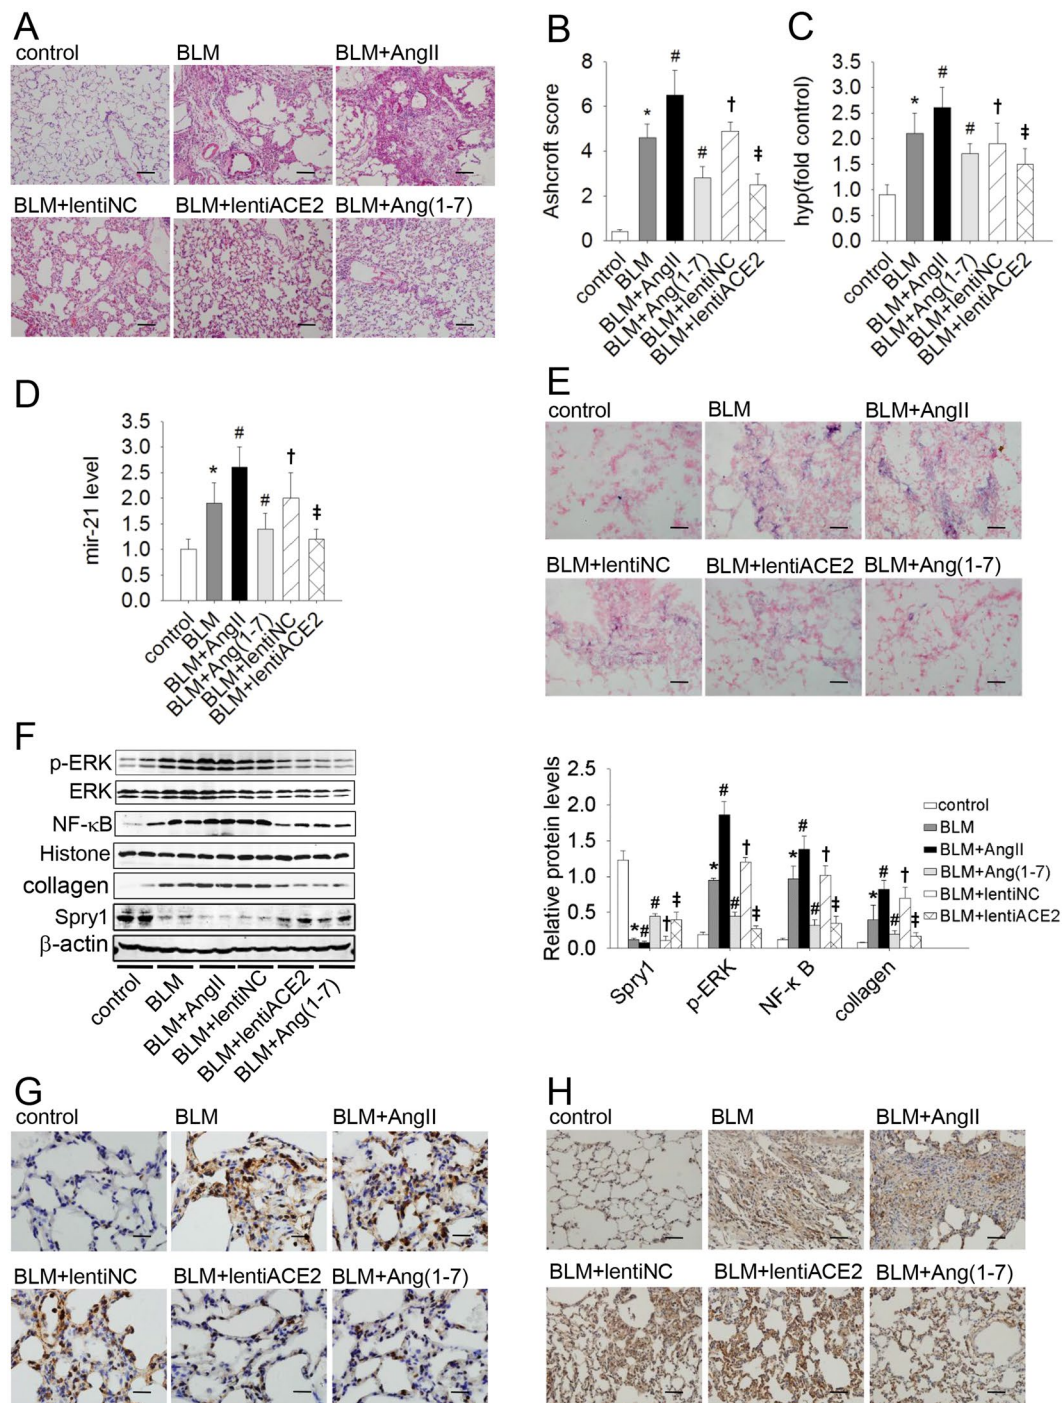 A
control
BLM
BLM+AngII
BLM+lentiNC
BLM+lentiACE2
BLM+Ang(1-7)
B
Ashcroft score
8
6
4
2
0
#
*
#
†
‡
control
BLM
BLM+AngII
BLM+Ang(1-7)
BLM+lentiNC
BLM+lentiACE2
C
hyp(fold control)
3.5
3.0
2.5
2.0
1.5
1.0
0.5
0.0
*
#
#
†
‡
control
BLM
BLM+AngII
BLM+Ang(1-7)
BLM+lentiNC
BLM+lentiACE2
D
mir-21 level
3.5
3.0
2.5
2.0
1.5
1.0
0.5
0.0
*
#
#
†
‡
control
BLM
BLM+AngII
BLM+Ang(1-7)
BLM+lentiNC
BLM+lentiACE2
E
control
BLM
BLM+AngII
BLM+lentiNC
BLM+lentiACE2
BLM+Ang(1-7)
F
p-ERK
ERK
NF-κB
Histone
collagen
Spry1
β-actin
control
BLM
BLM+AngII
BLM+lentiNC
BLM+lentiACE2
BLM+Ang(1-7)
Relative protein levels
2.5
2.0
1.5
1.0
0.5
0.0
*
#
#
†
‡
*
#
#
†
‡
*
#
#
†
‡
*
#
#
†
‡
Spry1
p-ERK
NF-κ B
collagen
control
BLM
BLM+AngII
BLM+Ang(1-7)
BLM+lentiNC
BLM+lentiACE2
G
control
BLM
BLM+AngII
BLM+lentiNC
BLM+lentiACE2
BLM+Ang(1-7)
H
control
BLM
BLM+AngII
BLM+lentiNC
BLM+lentiACE2
BLM+Ang(1-7)